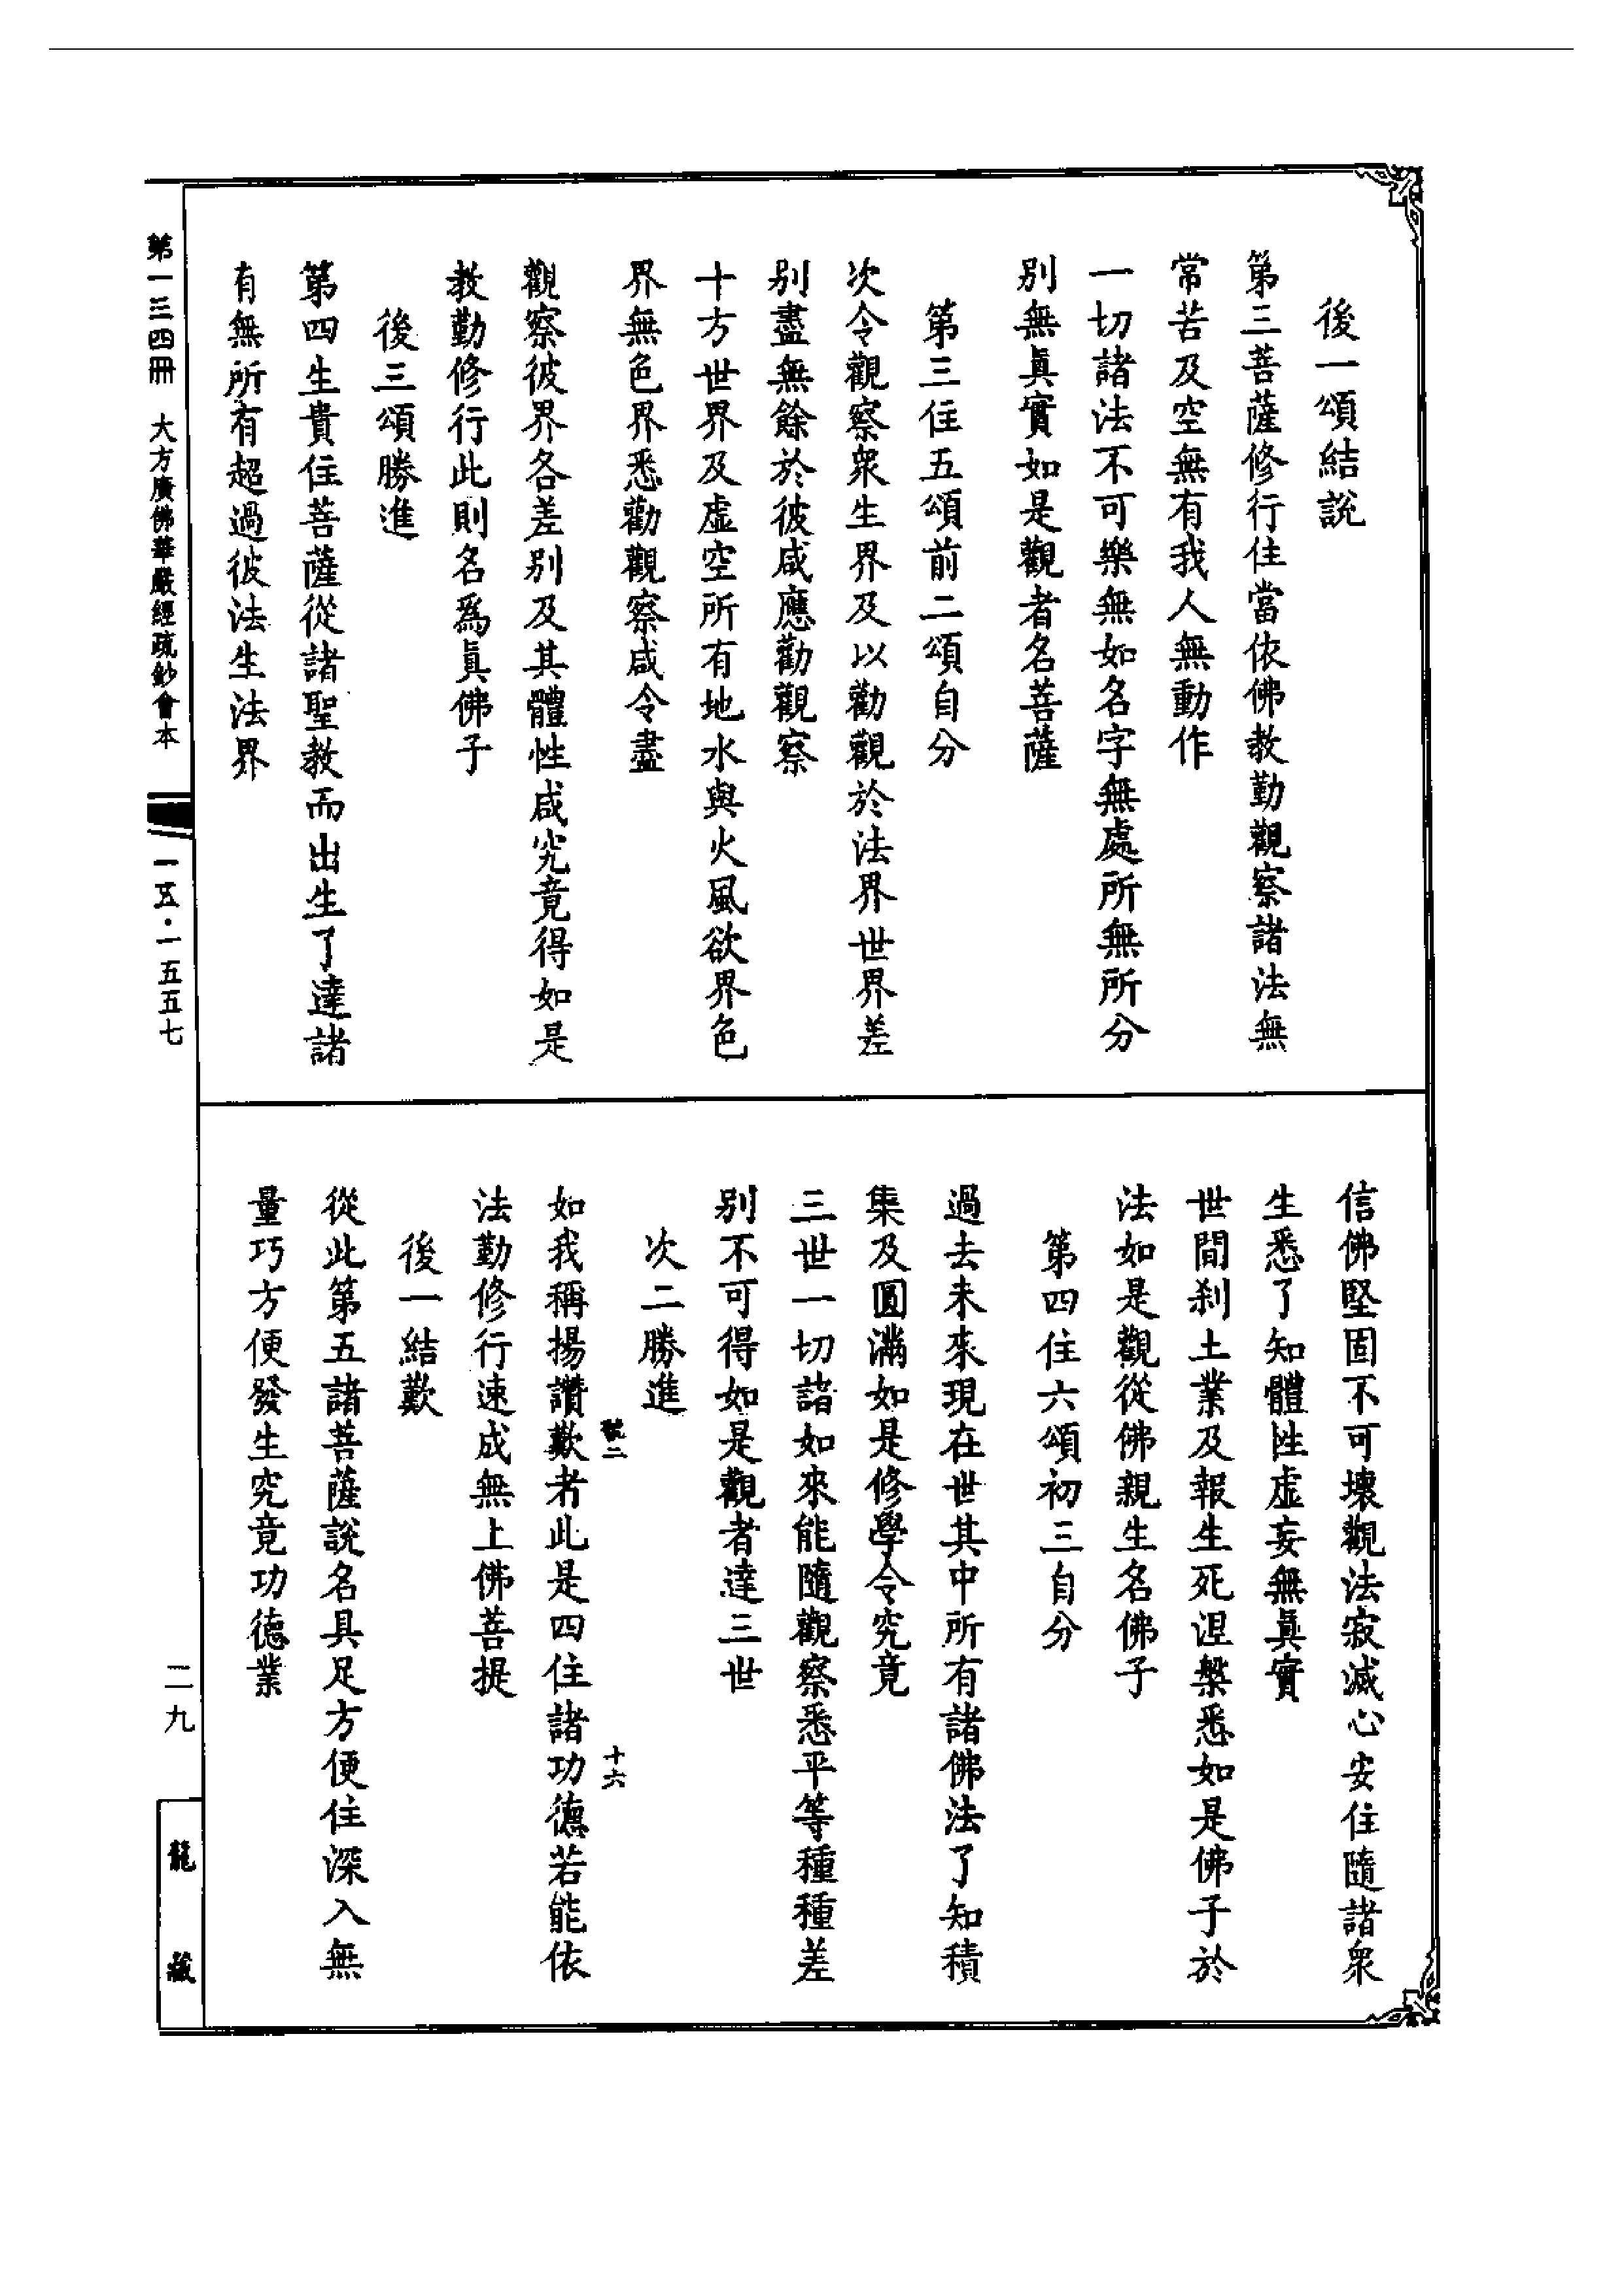 後一頌結説
第三菩薩修行住當依佛教勤觀察諸法無
常苦及空無有我人無動作
一切諸法不可樂無如名字無處所無所分
别無眞實如是觀者名菩薩
第三住五頌前二頌自分
次令觀察衆生界及以勸觀於法界世界差
别盡無餘於彼咸應勸觀察
十方世界及虛空所有地水與火風欲界色
界無色界悉勸觀察咸令盡
觀察彼界各差别及其體性咸究竟得如是
教勤修行此則名爲眞佛子
後三頌勝進
第四生貴住菩薩從諸聖教而出生了達諸
有無所有超過彼法生法界
信佛堅固不可壞觀法寂滅心安住隨諸衆
生悉了知體性虛妄無眞實
世間刹土業及報生死涅槃悉如是佛子於
法如是觀從佛親生名佛子
第四住六頌初三自分
過去未來現在世其中所有諸佛法了知積
集及圓滿如是修學令究竟
三世一切諸如來能隨觀察悉平等種種差
别不可得如是觀者達三世
次二勝進
如我稱揚讚歎者此是四住諸功德若能依
法勤修行速成無上佛菩提
後一結歎
從此第五諸菩薩説名具足方便住深入無
量巧方便發生究竟功德業
十六
第一三四冊 大方廣佛華嚴經疏鈔會本
一五·一五五七
二九
龍藏